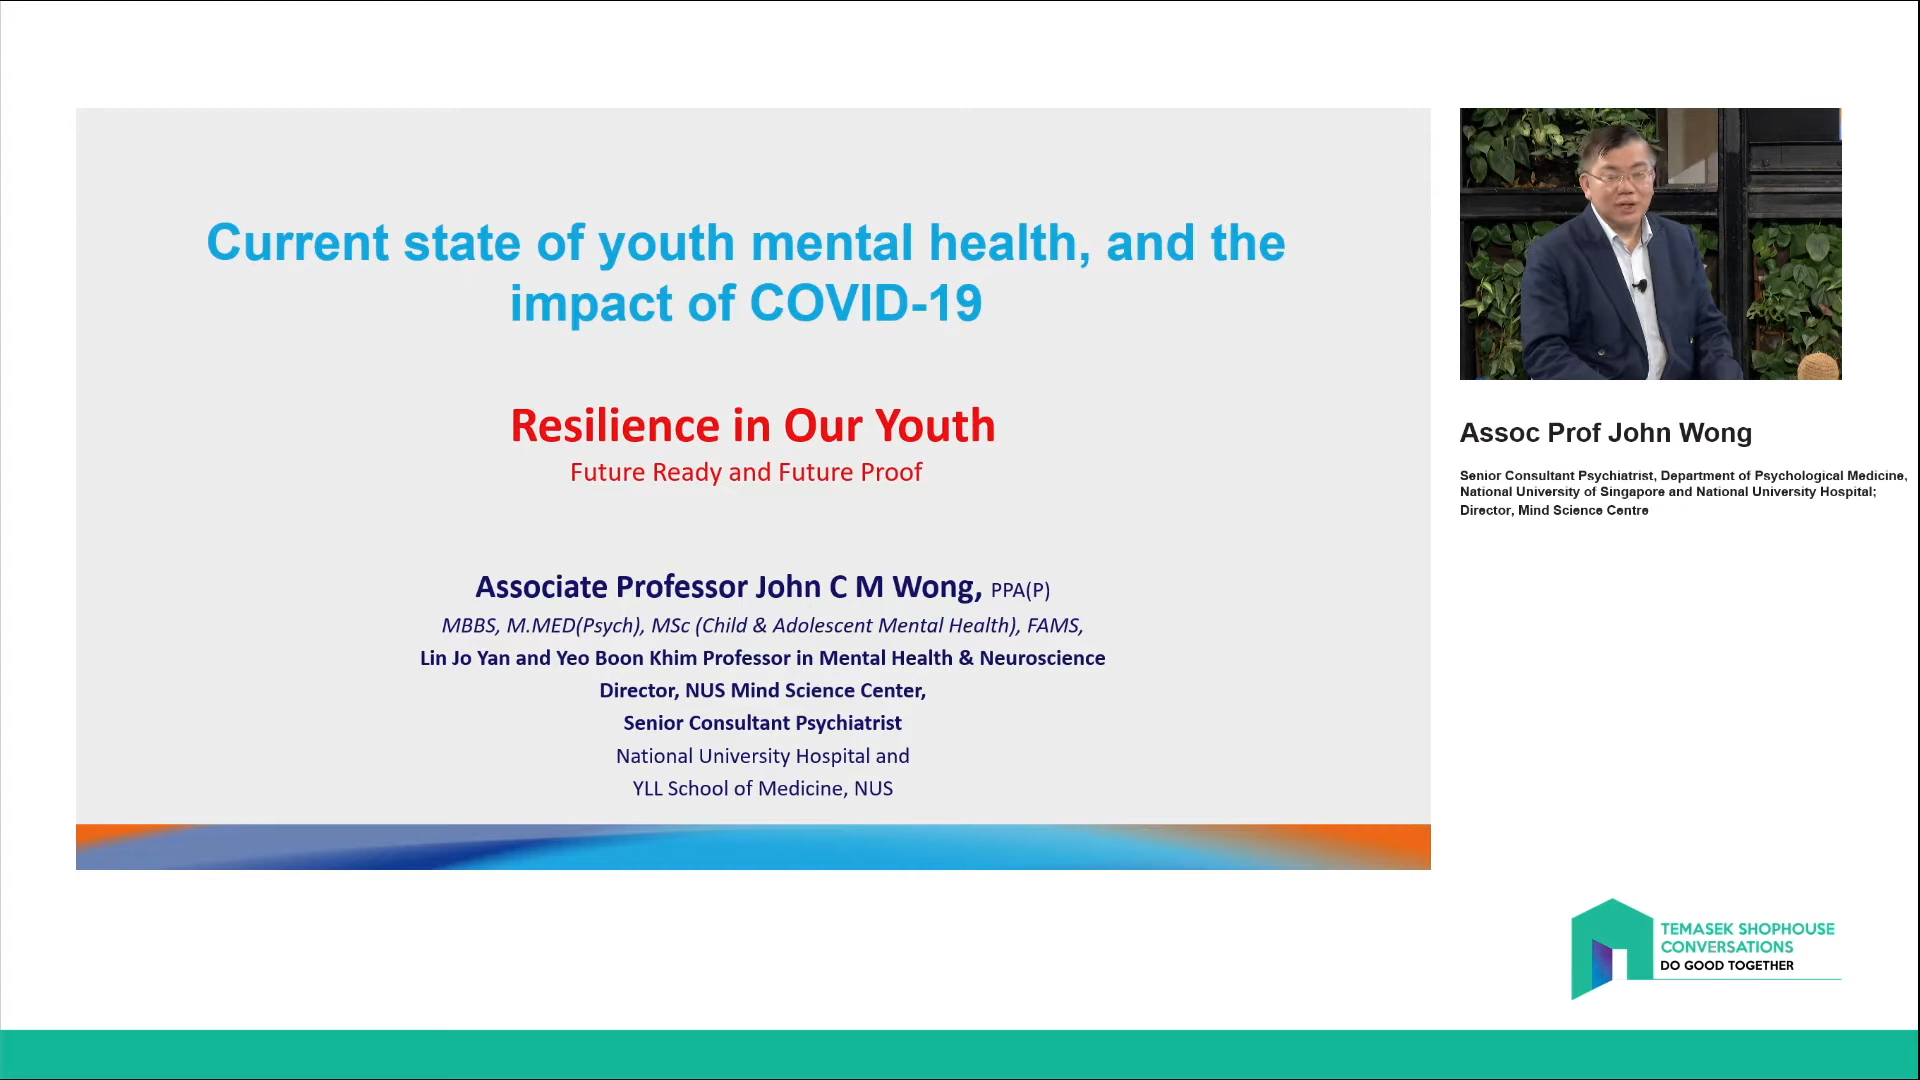 Current state of youth mental health, and the
impact of COVID-19
Resilience in Our Youth
Future Ready and Future Proof
Associate Professor John C M Wong, PPA(P)
MBBS, M.MED(Psych), MSc (Child & Adolescent Mental Health), FAMS,
Lin Jo Yan and Yeo Boon Khim Professor in Mental Health & Neuroscience
Director, NUS Mind Science Center,
Senior Consultant Psychiatrist
National University Hospital and
YLL School of Medicine, NUS
Assoc Prof John Wong
Senior Consultant Psychiatrist, Department of Psychological Medicine,
National University of Singapore and National University Hospital;
Director, Mind Science Centre
TEMASEK SHOPHOUSE
CONVERSATIONS
DO GOOD TOGETHER